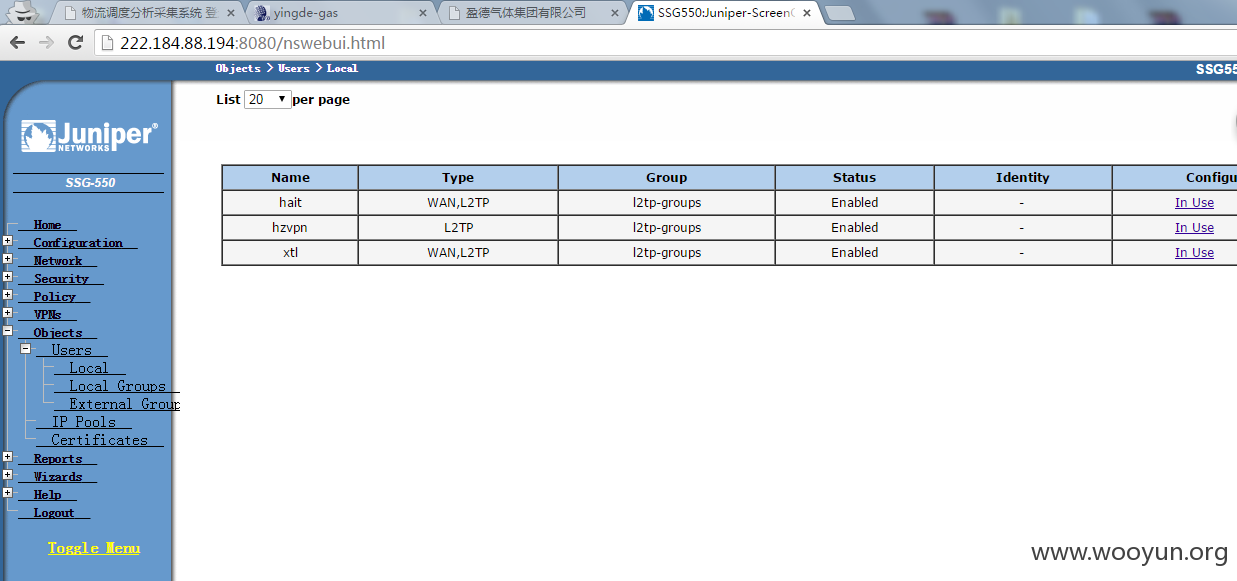 物流调度分析采集系统 登
yingde-gas
盈德气体集团有限公司
SSG550:Juniper-Screen
222.184.88.194:8080/nswebui.html
Objects > Users > Local
SSG55
List 20 per page
Juniper®
NETWORKS
SSG-550
Name Type Group Status Identity Configu
hait WAN,L2TP l2tp-groups Enabled - In Use
hzvpn L2TP l2tp-groups Enabled - In Use
xtl WAN,L2TP l2tp-groups Enabled - In Use
Home
Configuration
Network
Security
Policy
VPNs
Objects
Users
Local
Local Groups
External Group
IP Pools
Certificates
Reports
Wizards
Help
Logout
Toggle Menu
www.wooyun.org